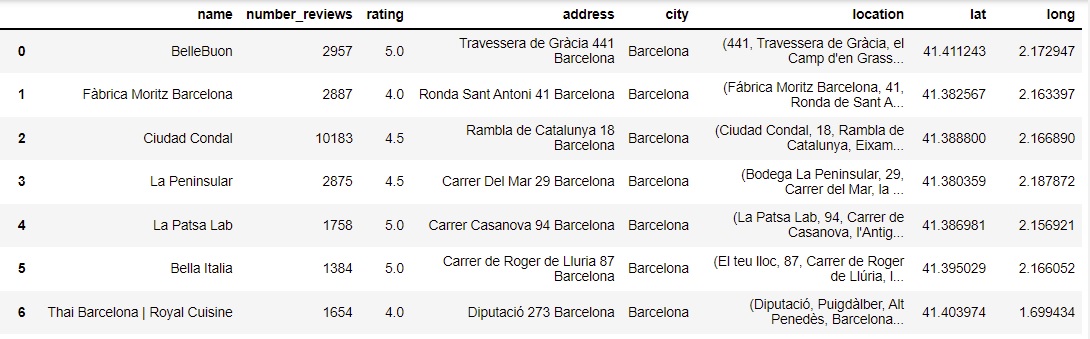 name number_reviews rating address city location lat long
0 BelleBuon 2957 5.0 Travessera de Gràcia 441 Barcelona (441, Travessera de Gràcia, el 41.411243 2.172947
Barcelona Camp d'en Grass...
1 Fàbrica Moritz Barcelona 2887 4.0 Ronda Sant Antoni 41 Barcelona Barcelona (Fábrica Moritz Barcelona, 41, 41.382567 2.163397
Ronda de Sant A...
2 Ciudad Condal 10183 4.5 Rambla de Catalunya 18 Barcelona (Ciudad Condal, 18, Rambla de 41.388800 2.166890
Barcelona Catalunya, Eixam...
3 La Peninsular 2875 4.5 Carrer Del Mar 29 Barcelona Barcelona (Bodega La Peninsular, 29, 41.380359 2.187872
Carrer del Mar, la ...
4 La Patsa Lab 1758 5.0 Carrer Casanova 94 Barcelona Barcelona (La Patsa Lab, 94, Carrer de 41.386981 2.156921
Casanova, l'Antig...
5 Bella Italia 1384 5.0 Carrer de Roger de Lluria 87 Barcelona (El teu lloc, 87, Carrer de Roger 41.395029 2.166052
Barcelona de Llúria, l...
6 Thai Barcelona | Royal Cuisine 1654 4.0 Diputació 273 Barcelona Barcelona (Diputació, Puigdàlber, Alt 41.403974 1.699434
Penedès, Barcelona...